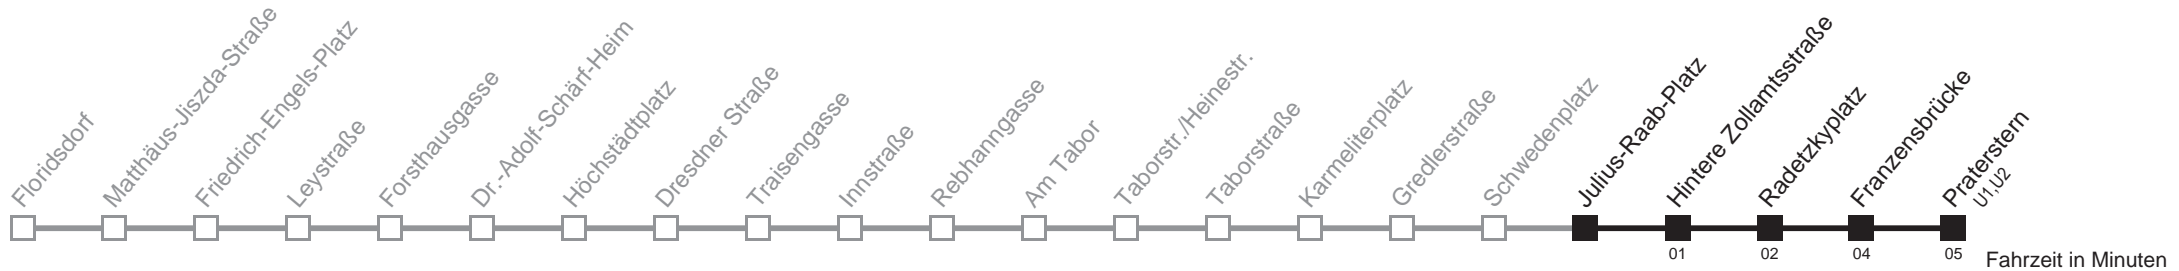 Floridsdorf
Matthäus-Jiszda-Straße
Friedrich-Engels-Platz
Leystraße
Forsthausgasse
Dr.-Adolf-Schärf-Heim
Höchstädtplatz
Dresdner Straße
Traisengasse
Innstraße
Rebhanngasse
Am Tabor
Taborstr./Heinestr.
Taborstraße
Karmeliterplatz
Gredlerstraße
Schwedenplatz
Julius-Raab-Platz
Hintere Zollamtsstraße
Radetzkyplatz
Franzensbrücke
Praterstern
U1,U2
01
02
04
05
Fahrzeit in Minuten